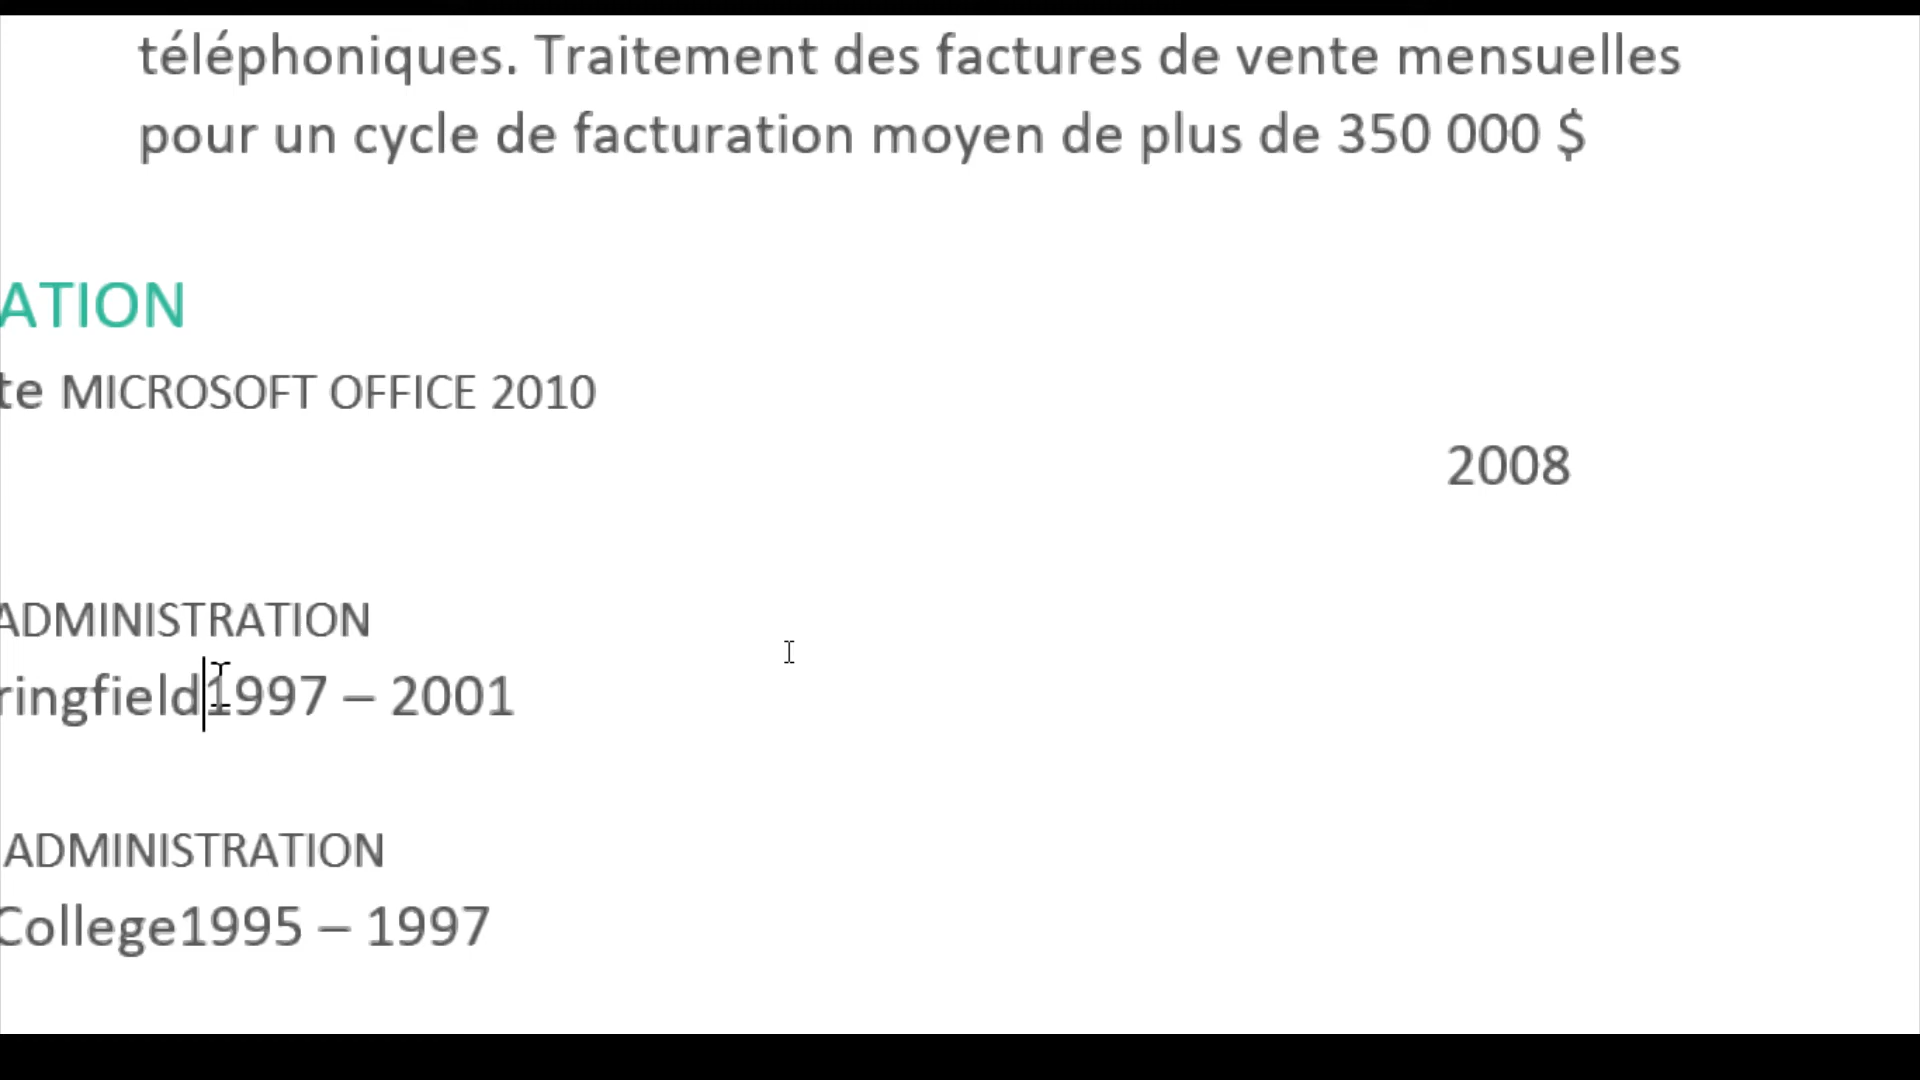 téléphoniques. Traitement des factures de vente mensuelles
pour un cycle de facturation moyen de plus de 350 000 $
ATION
te MICROSOFT OFFICE 2010
2008
ADMINISTRATION
ringfield1997 – 2001
ADMINISTRATION
College1995 – 1997